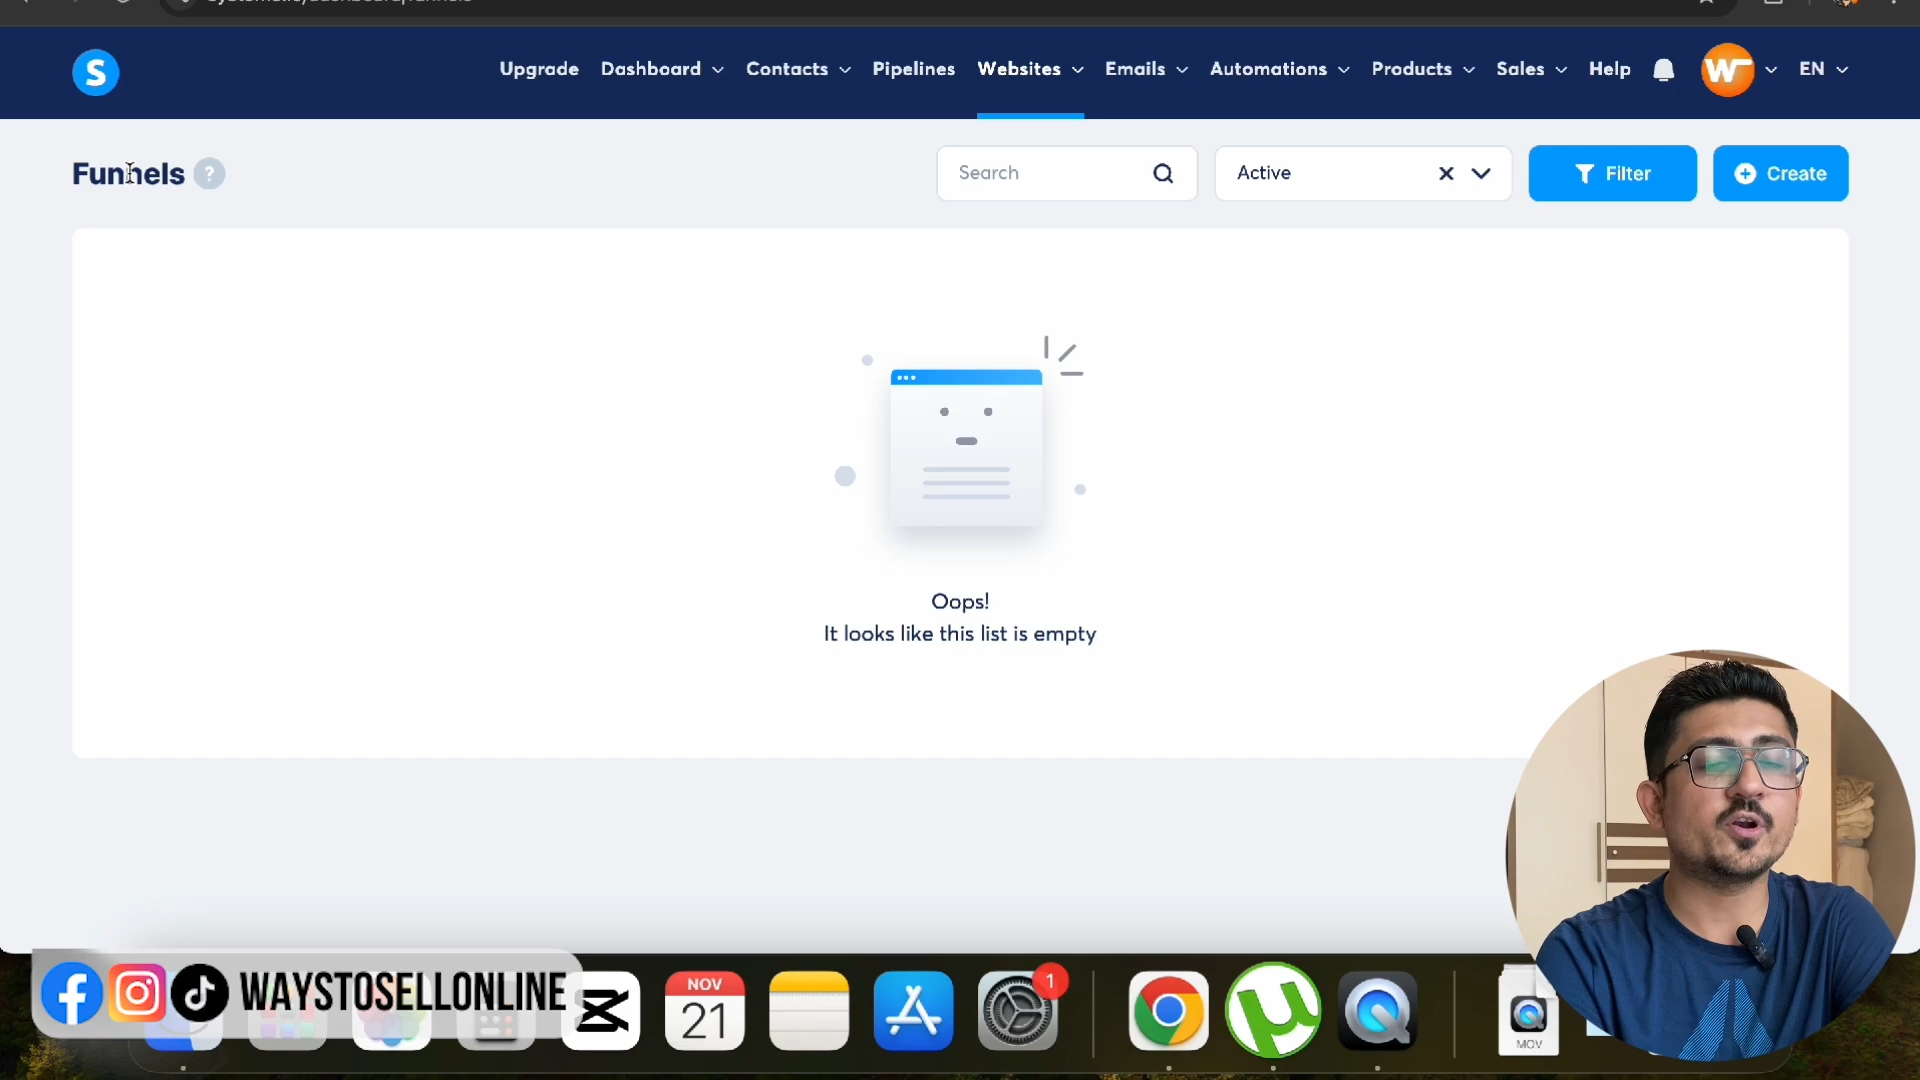 S
Upgrade Dashboard Contacts Pipelines Websites Emails Automations Products Sales Help W EN
Funnels ?
Search Active Filter Create
Oops!
It looks like this list is empty
WAYSTOSELLONLINE
NOV
21
1
MOV